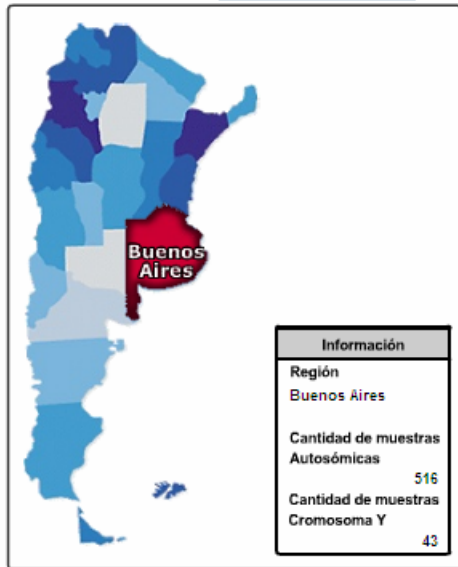 Buenos
Aires
Información
Región
Buenos Aires
Cantidad de muestras
Autosómicas
516
Cantidad de muestras
Cromosoma Y
43